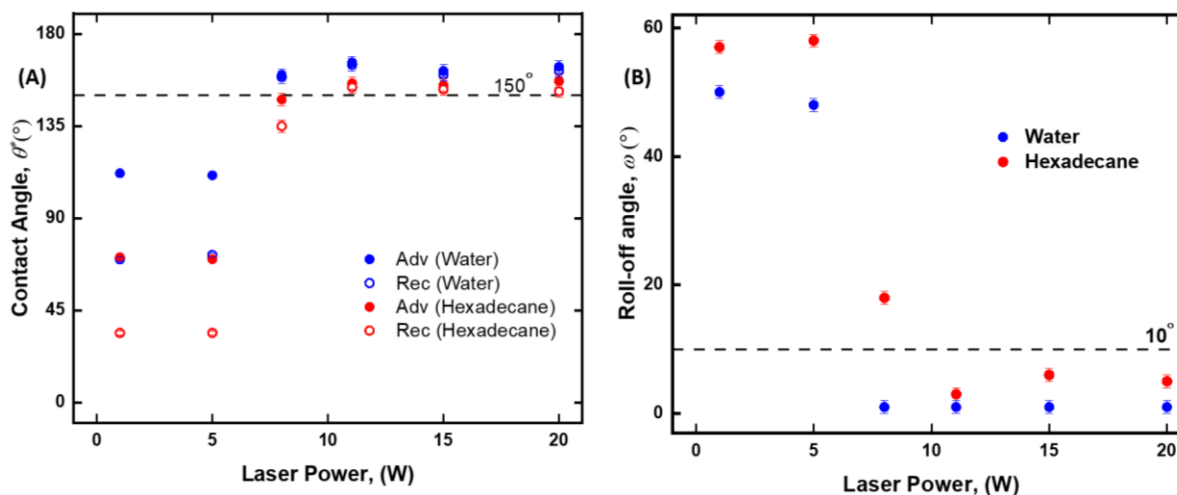 (A)
180
135
90
45
0
Contact Angle, θ*(°)
150°
Adv (Water)
Rec (Water)
Adv (Hexadecane)
Rec (Hexadecane)
0 5 10 15 20
Laser Power, (W)
(B)
60
40
20
0
Roll-off angle, ω (°)
Water
Hexadecane
10°
0 5 10 15 20
Laser Power, (W)